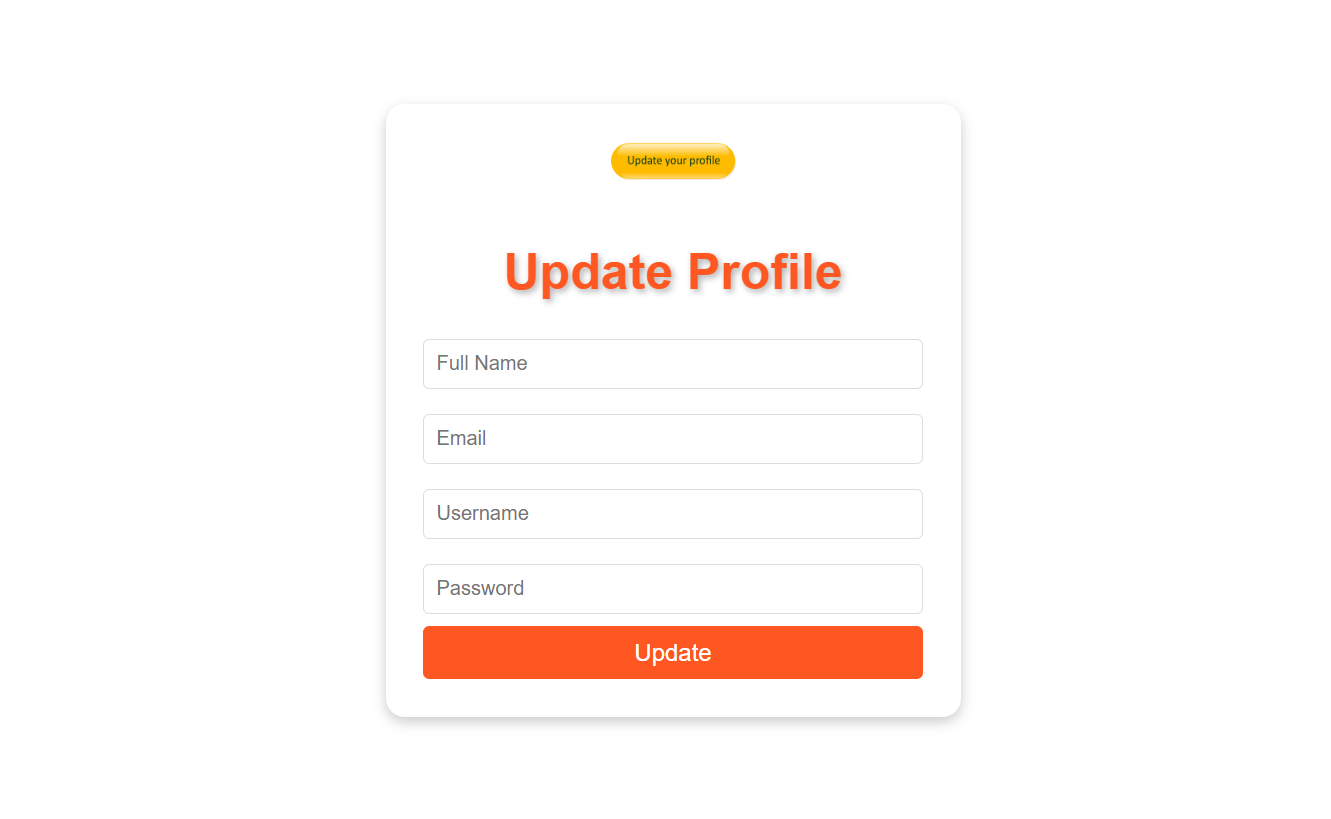 Update your profile
Update Profile
Full Name
Email
Username
Password
Update